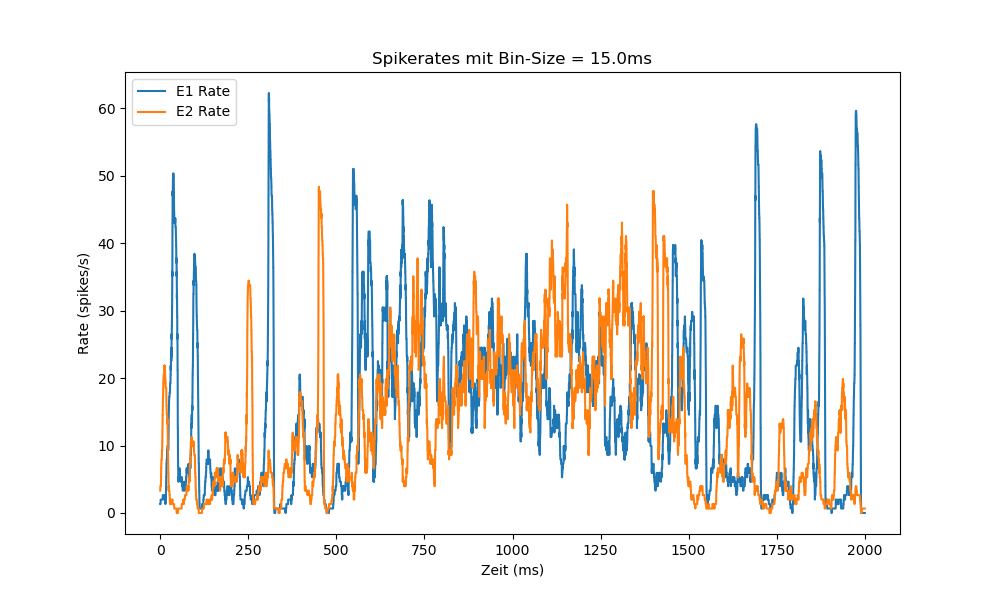 Spikerates mit Bin-Size = 15.0ms
E1 Rate
E2 Rate
Rate (spikes/s)
60
50
40
30
20
10
0
0 250 500 750 1000 1250 1500 1750 2000
Zeit (ms)